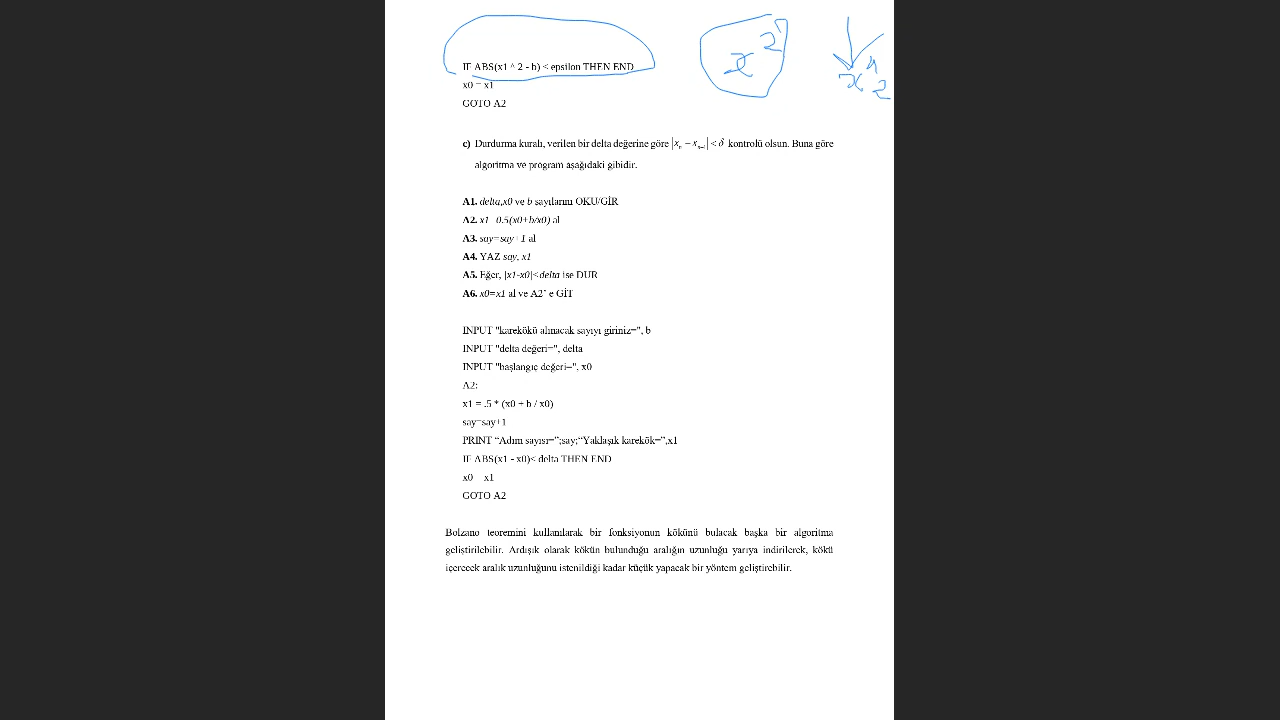 IF ABS(x1 ^ 2 - b) < epsilon THEN END
x^2
x^2
x0 = x1
GOTO A2
c) Durdurma kuralı, verilen bir delta değerine göre |x_n − x_{n-1}| < δ kontrolü olsun. Buna göre
algoritma ve program aşağıdaki gibidir.
A1. delta,x0 ve b sayılarını OKU/GİR
A2. x1=0.5(x0+b/x0) al
A3. say=say+1 al
A4. YAZ say, x1
A5. Eğer, |x1-x0|<delta ise DUR
A6. x0=x1 al ve A2' e GİT
INPUT "karekökü alınacak sayıyı giriniz=", b
INPUT "delta değeri=", delta
INPUT "başlangıç değeri=", x0
A2:
x1 = .5 * (x0 + b / x0)
say=say+1
PRINT “Adım sayısı=”;say;“Yaklaşık karekök=”,x1
IF ABS(x1 - x0)< delta THEN END
x0 = x1
GOTO A2
Bolzano teoremini kullanılarak bir fonksiyonun kökünü bulacak başka bir algoritma
geliştirilebilir. Ardışık olarak kökün bulunduğu aralığın uzunluğu yarıya indirilerek, kökü
içerecek aralık uzunluğunu istenildiği kadar küçük yapacak bir yöntem geliştirebilir.